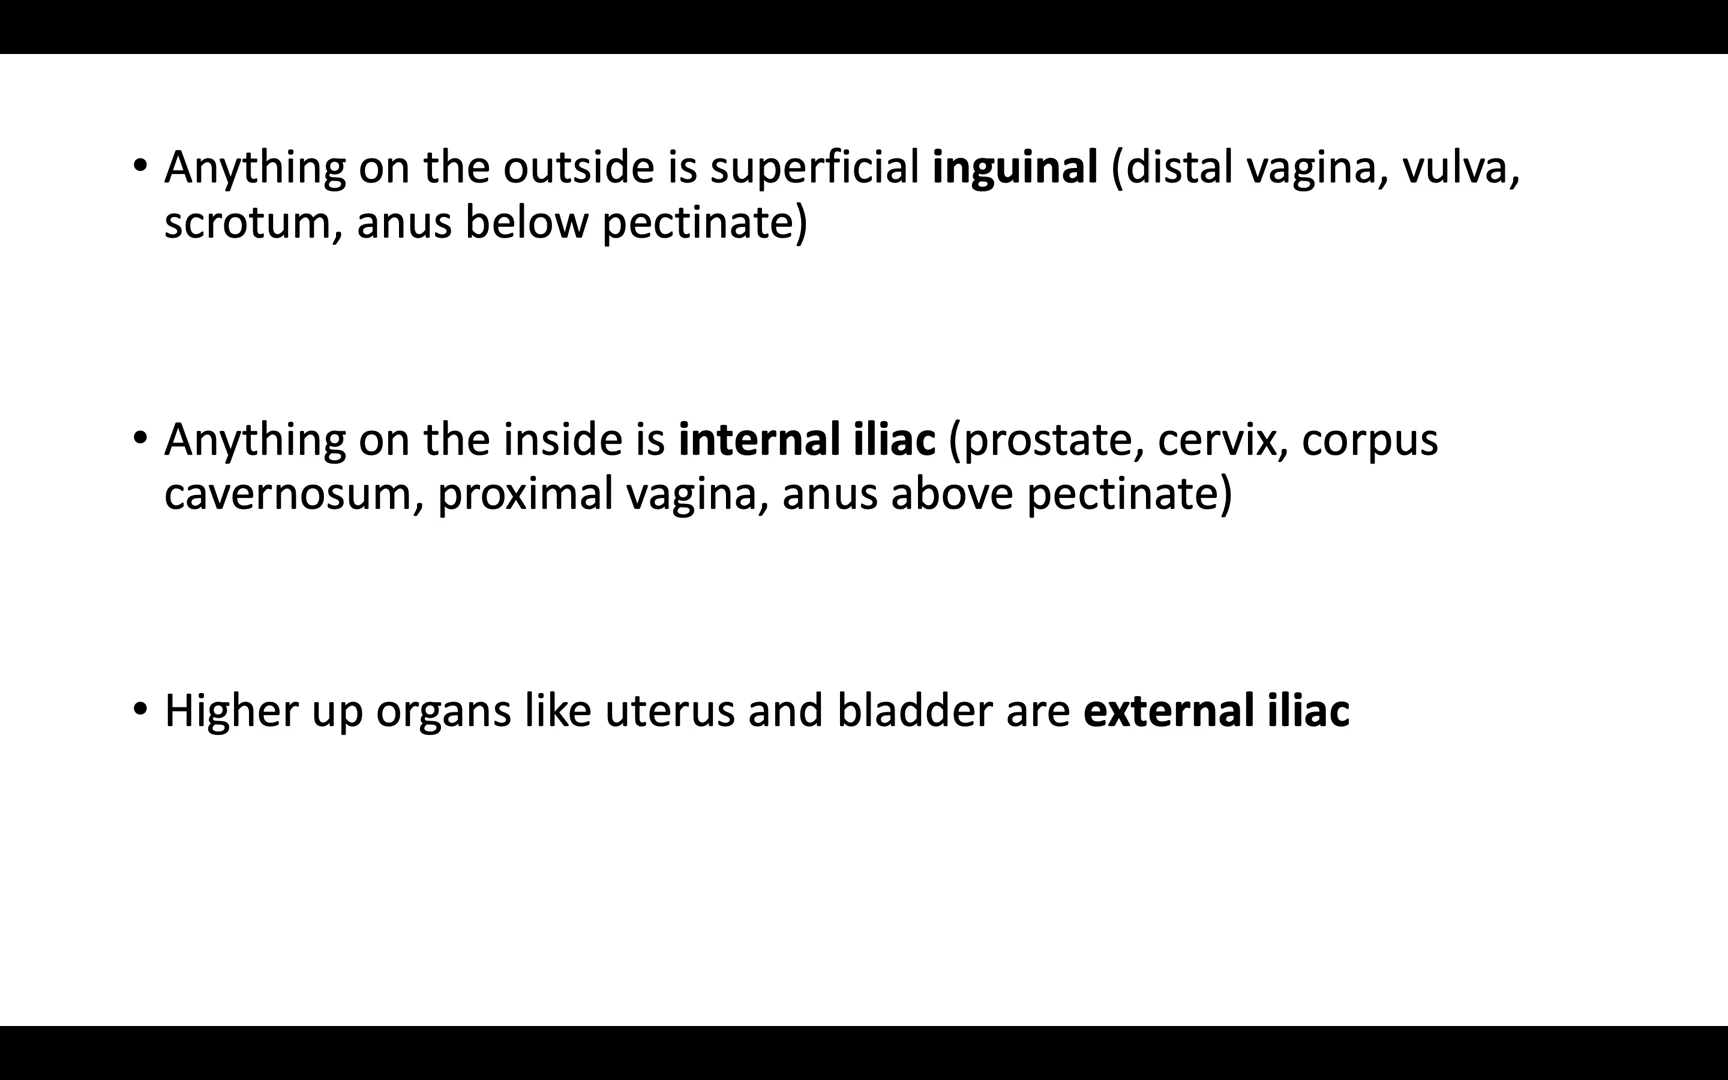 • Anything on the outside is superficial inguinal (distal vagina, vulva,
scrotum, anus below pectinate)
• Anything on the inside is internal iliac (prostate, cervix, corpus
cavernosum, proximal vagina, anus above pectinate)
• Higher up organs like uterus and bladder are external iliac